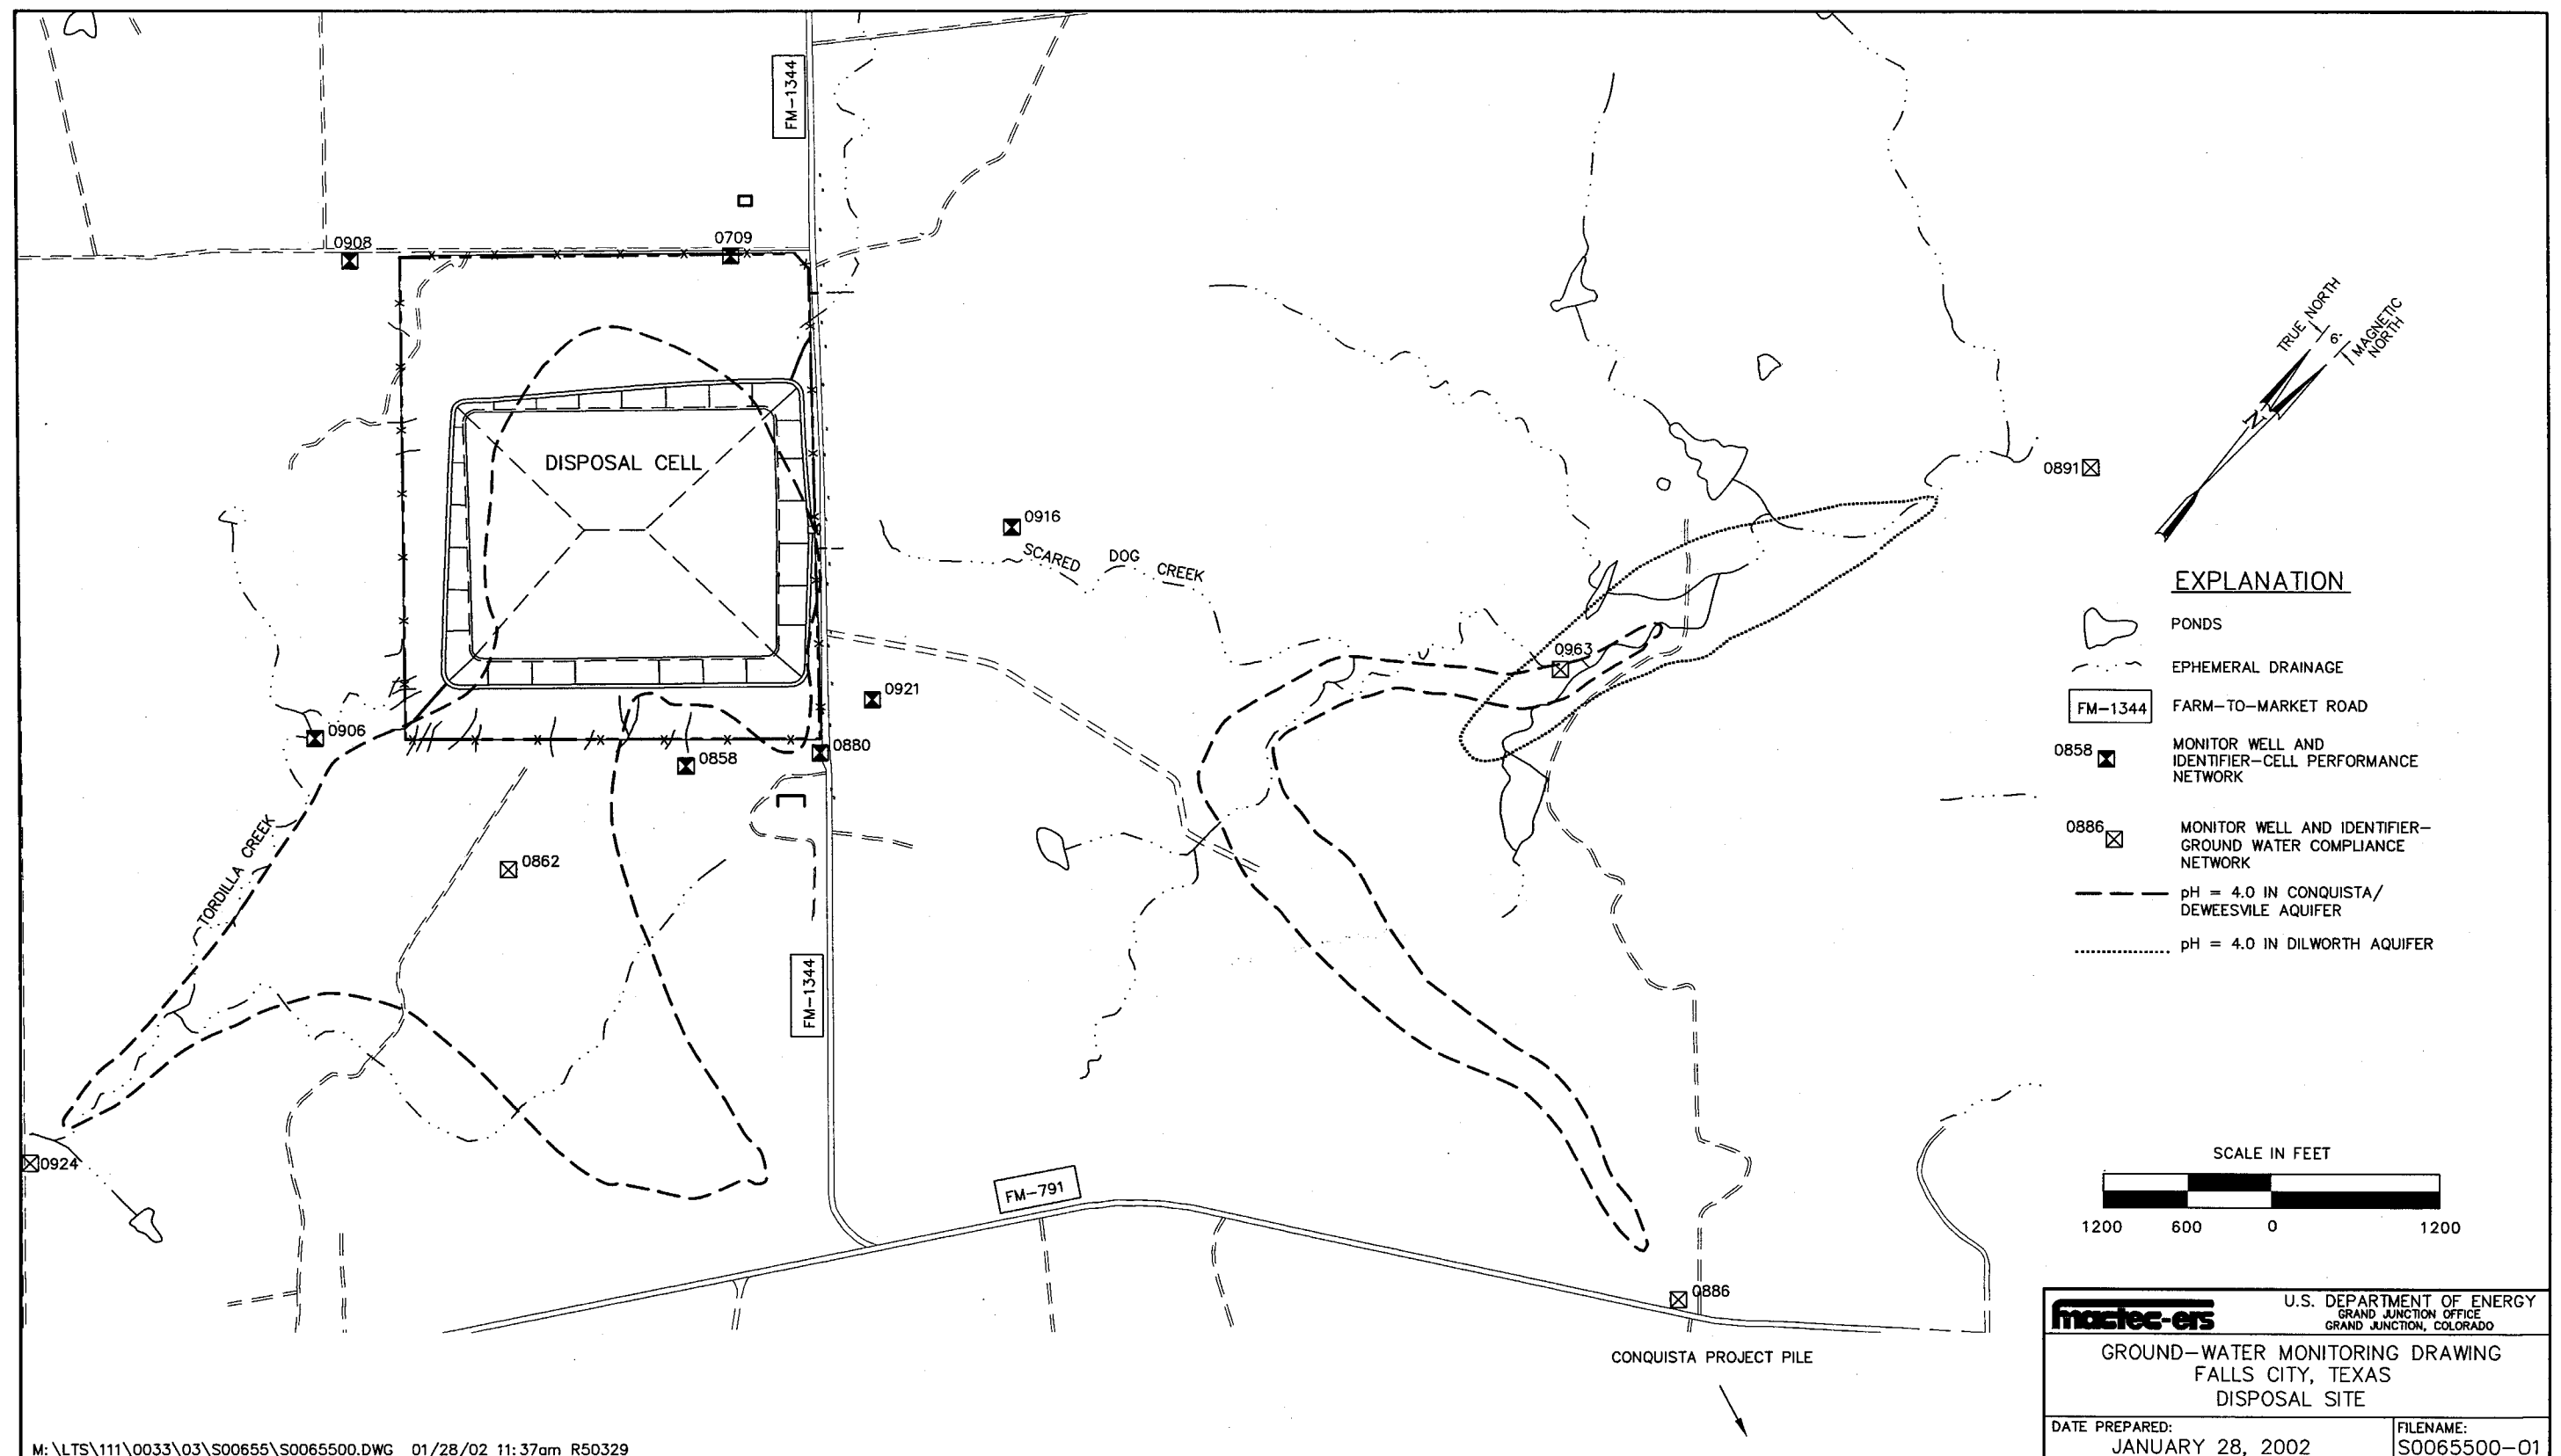 FM-1344
0908
0709
TRUE NORTH
6°
MAGNETIC
NORTH
N
DISPOSAL CELL
0891
0916
SCARED DOG CREEK
0963
0921
0906
0880
0858
TORDILLA CREEK
0862
FM-1344
0924
FM-791
0886
CONQUISTA PROJECT PILE
EXPLANATION
PONDS
EPHEMERAL DRAINAGE
FM-1344
FARM-TO-MARKET ROAD
0858
MONITOR WELL AND
IDENTIFIER-CELL PERFORMANCE
NETWORK
0886
MONITOR WELL AND IDENTIFIER-
GROUND WATER COMPLIANCE
NETWORK
pH = 4.0 IN CONQUISTA/
DEWEESVILE AQUIFER
pH = 4.0 IN DILWORTH AQUIFER
SCALE IN FEET
1200 600 0 1200
mactec-ers
U.S. DEPARTMENT OF ENERGY
GRAND JUNCTION OFFICE
GRAND JUNCTION, COLORADO
GROUND-WATER MONITORING DRAWING
FALLS CITY, TEXAS
DISPOSAL SITE
DATE PREPARED:
JANUARY 28, 2002
FILENAME:
S0065500-01
M:\LTS\111\0033\03\S00655\S0065500.DWG 01/28/02 11:37am R50329